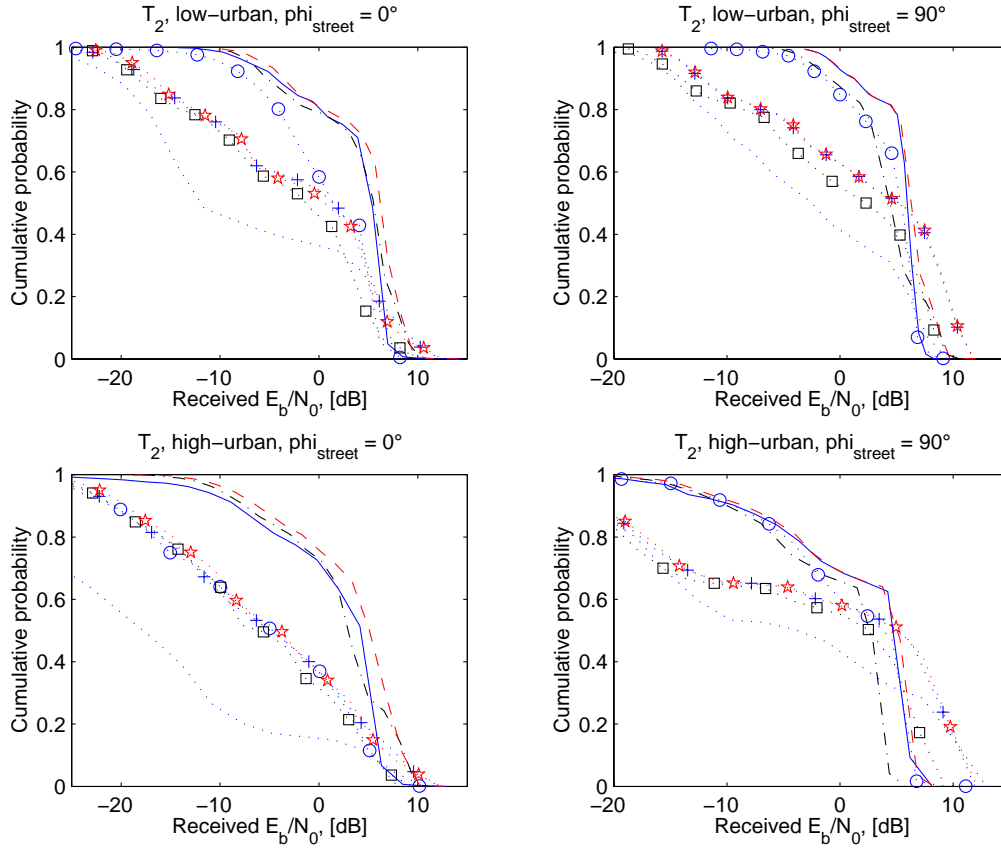 T2, low−urban, phistreet = 0°
1
0.8
0.6
0.4
0.2
0
Cumulative probability
−20 −10 0 10
Received Eb/N0, [dB]
T2, low−urban, phistreet = 90°
1
0.8
0.6
0.4
0.2
0
Cumulative probability
−20 −10 0 10
Received Eb/N0, [dB]
T2, high−urban, phistreet = 0°
1
0.8
0.6
0.4
0.2
0
Cumulative probability
−20 −10 0 10
Received Eb/N0, [dB]
T2, high−urban, phistreet = 90°
1
0.8
0.6
0.4
0.2
0
Cumulative probability
−20 −10 0 10
Received Eb/N0, [dB]